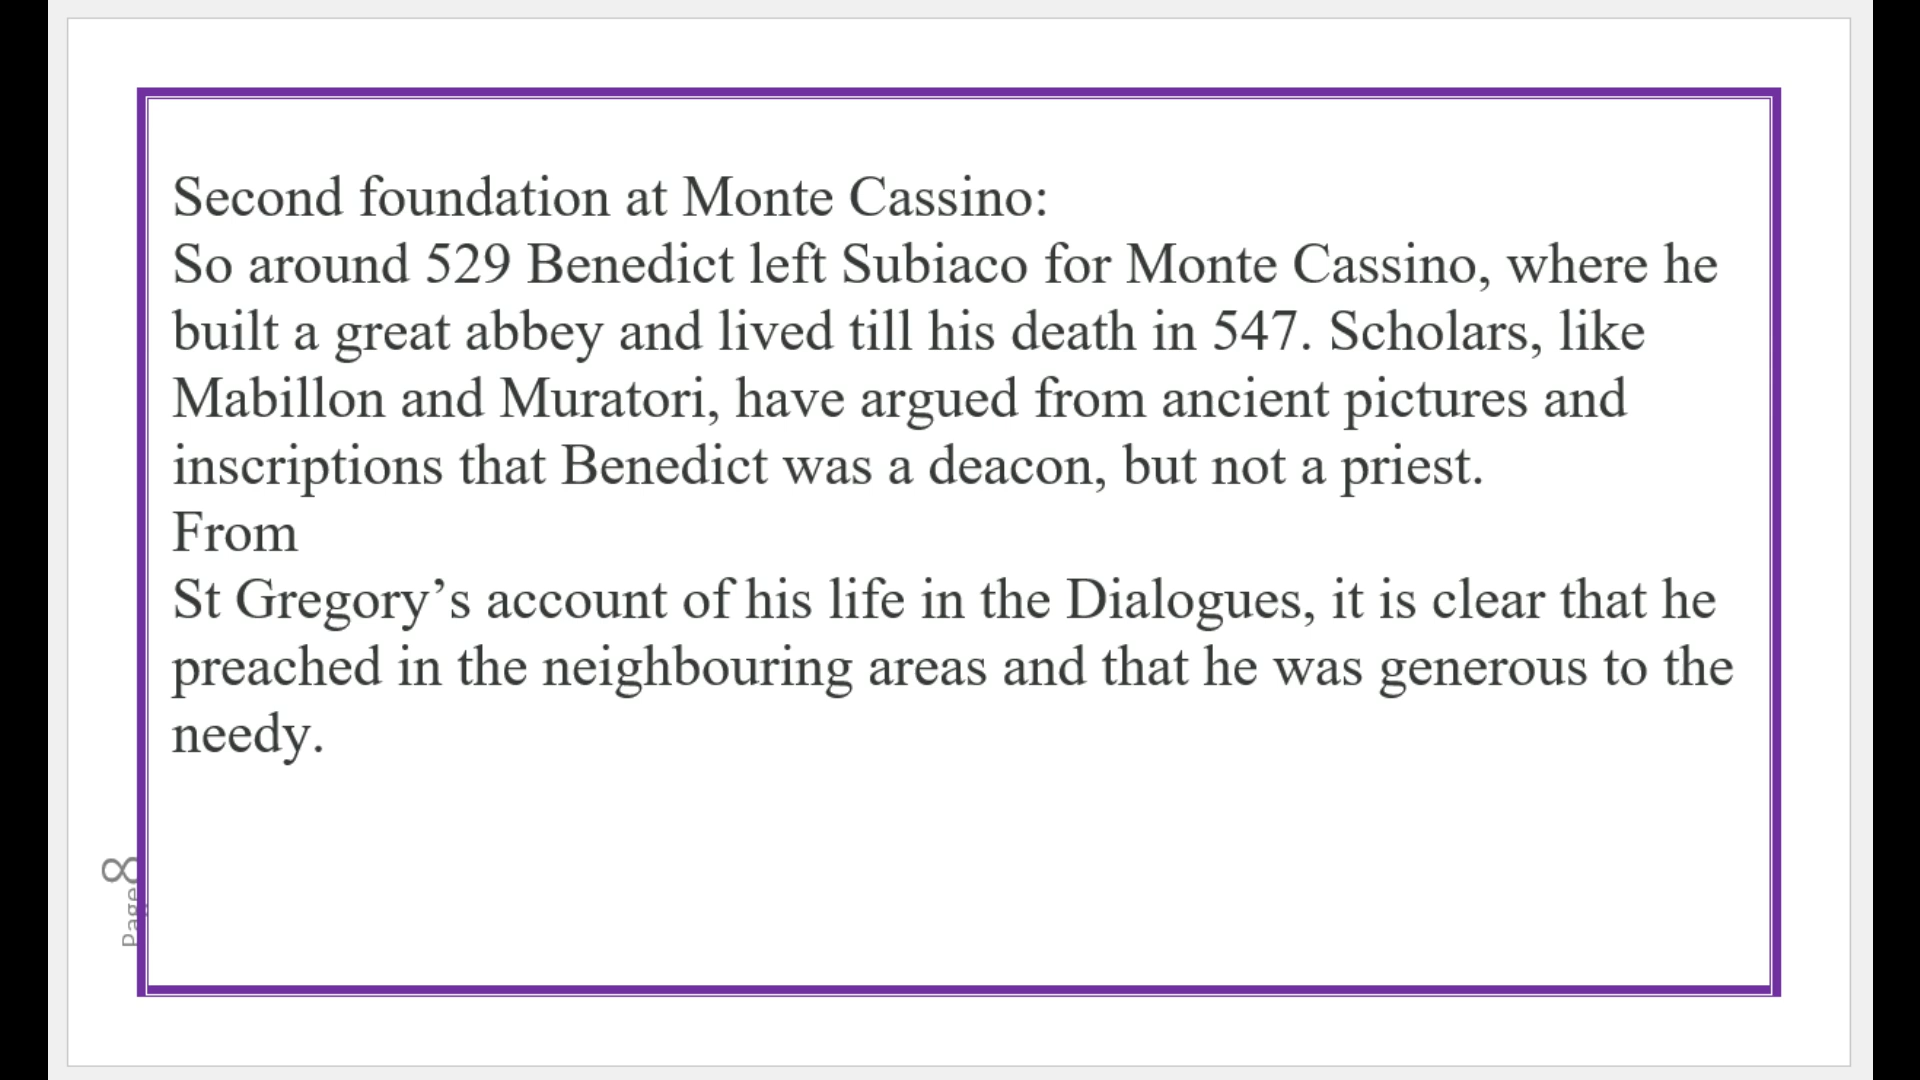 Second foundation at Monte Cassino:
So around 529 Benedict left Subiaco for Monte Cassino, where he
built a great abbey and lived till his death in 547. Scholars, like
Mabillon and Muratori, have argued from ancient pictures and
inscriptions that Benedict was a deacon, but not a priest.
From
St Gregory’s account of his life in the Dialogues, it is clear that he
preached in the neighbouring areas and that he was generous to the
needy.
Page 8